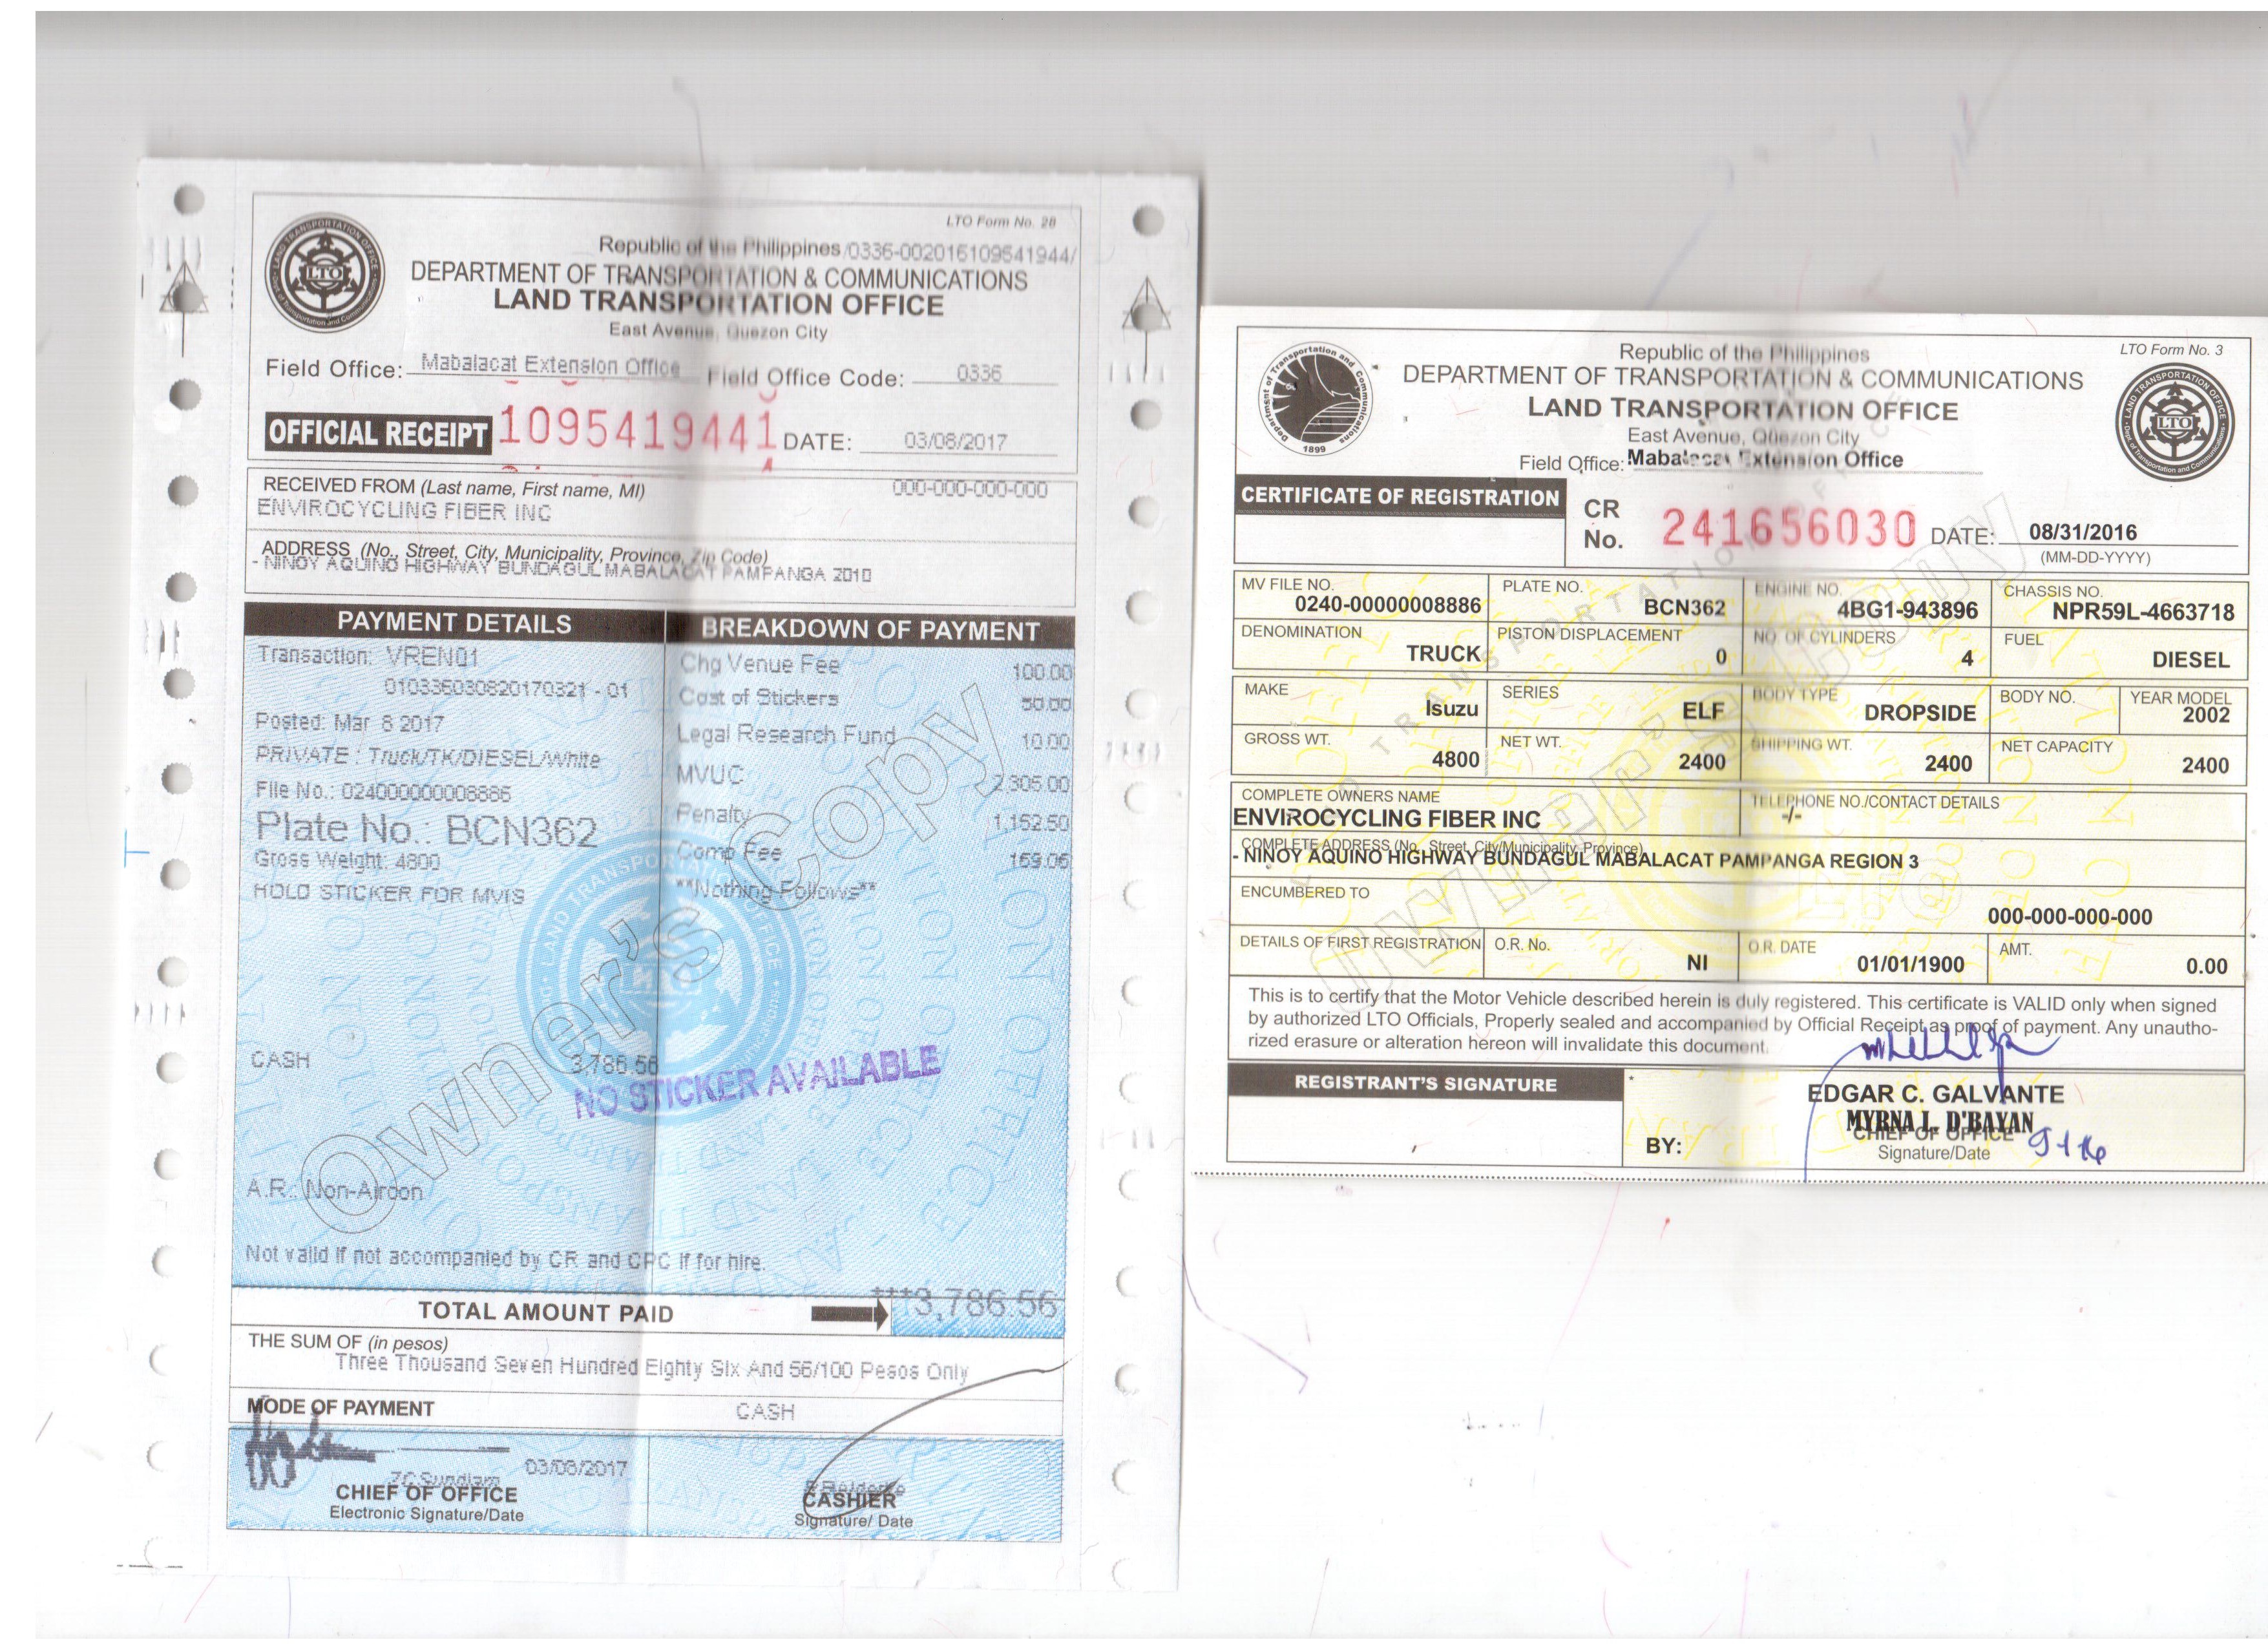 LTO Form No. 28
Republic of the Philippines /0336-002016109541944/
DEPARTMENT OF TRANSPORTATION & COMMUNICATIONS
LAND TRANSPORTATION OFFICE
East Avenue, Quezon City
Field Office: Mabalacat Extension Office Field Office Code: 0336
OFFICIAL RECEIPT 1095419441 DATE: 03/08/2017
RECEIVED FROM (Last name, First name, MI) 000-000-000-000
ENVIROCYCLING FIBER INC
ADDRESS (No., Street, City, Municipality, Province, Zip Code)
- NINOY AQUINO HIGHWAY BUNDAGUL MABALACAT PAMPANGA 2010
PAYMENT DETAILS BREAKDOWN OF PAYMENT
Transaction: VREN01
010336030820170321 - 01
Posted: Mar 8 2017
PRIVATE : Truck/TK/DIESEL/White
File No.: 024000000008886
Plate No.: BCN362
Gross Weight: 4800
HOLD STICKER FOR MVIS
Chg Venue Fee 100.00
Cost of Stickers 50.00
Legal Research Fund 10.00
MVUC 2,305.00
Penalty 1,152.50
Comp Fee 169.06
**Nothing Follows**
Owner's Copy
CASH 3,786.56
NO STICKER AVAILABLE
A.R.: Non-Aircon
Not valid if not accompanied by CR and CPC if for hire.
TOTAL AMOUNT PAID ***3,786.56
THE SUM OF (in pesos)
Three Thousand Seven Hundred Eighty Six And 56/100 Pesos Only
MODE OF PAYMENT CASH
03/08/2017
CHIEF OF OFFICE
Electronic Signature/Date
CASHIER
Signature/ Date
LTO Form No. 3
Republic of the Philippines
DEPARTMENT OF TRANSPORTATION & COMMUNICATIONS
LAND TRANSPORTATION OFFICE
East Avenue, Quezon City
Field Office: Mabalacat Extension Office
CERTIFICATE OF REGISTRATION
CR No. 241656030 DATE: 08/31/2016
(MM-DD-YYYY)
MV FILE NO. 0240-00000008886
PLATE NO. BCN362
ENGINE NO. 4BG1-943896
CHASSIS NO. NPR59L-4663718
DENOMINATION TRUCK
PISTON DISPLACEMENT 0
NO. OF CYLINDERS 4
FUEL DIESEL
MAKE Isuzu
SERIES ELF
BODY TYPE DROPSIDE
BODY NO.
YEAR MODEL 2002
GROSS WT. 4800
NET WT. 2400
SHIPPING WT. 2400
NET CAPACITY 2400
COMPLETE OWNERS NAME
ENVIROCYCLING FIBER INC
TELEPHONE NO./CONTACT DETAILS
-/-
COMPLETE ADDRESS (No., Street, City/Municipality, Province)
- NINOY AQUINO HIGHWAY BUNDAGUL MABALACAT PAMPANGA REGION 3
ENCUMBERED TO
000-000-000-000
DETAILS OF FIRST REGISTRATION
O.R. No. NI
O.R. DATE 01/01/1900
AMT. 0.00
This is to certify that the Motor Vehicle described herein is duly registered. This certificate is VALID only when signed
by authorized LTO Officials, Properly sealed and accompanied by Official Receipt as proof of payment. Any unautho-
rized erasure or alteration hereon will invalidate this document.
REGISTRANT'S SIGNATURE
EDGAR C. GALVANTE
MYRNA L. D'BAYAN
BY: CHIEF OF OFFICE
Signature/Date
Owner's Copy